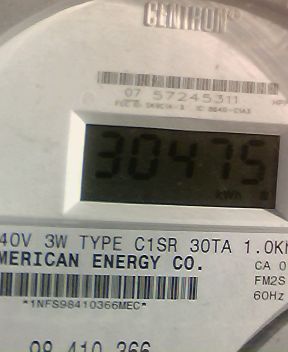 CENTRON®
07 57245311
30475
kWh
40V 3W TYPE C1SR 30TA 1.0K
MERICAN ENERGY CO.
CA 0
FM2S
60Hz
*1NFS98410366MEC*
98 410 366